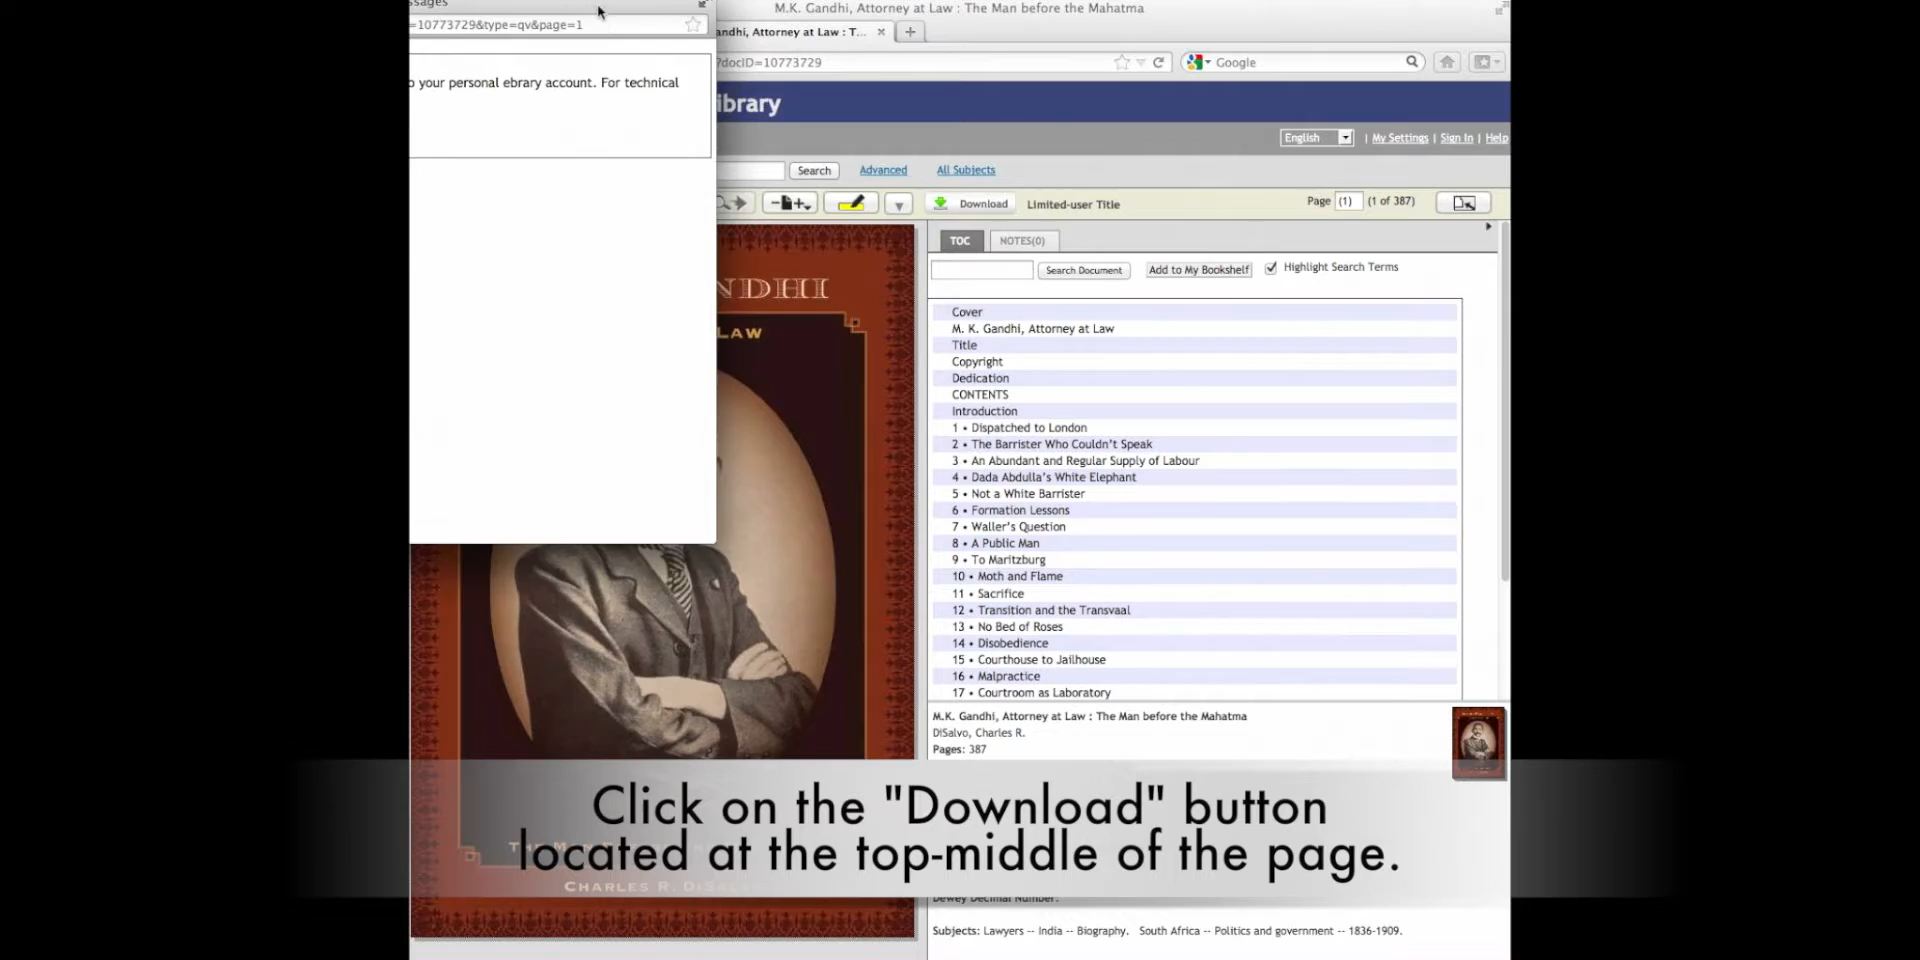 ssages
=10773729&type=qv&page=1
o your personal ebrary account. For technical
M.K. Gandhi, Attorney at Law : The Man before the Mahatma
andhi, Attorney at Law : T...
?docID=10773729
Google
ibrary
English
| My Settings | Sign In | Help
Search
Advanced
All Subjects
Download
Limited-user Title
Page (1) (1 of 387)
TOC
NOTES(0)
Search Document
Add to My Bookshelf
Highlight Search Terms
NDHI
LAW
Cover
M. K. Gandhi, Attorney at Law
Title
Copyright
Dedication
CONTENTS
Introduction
1 • Dispatched to London
2 • The Barrister Who Couldn't Speak
3 • An Abundant and Regular Supply of Labour
4 • Dada Abdulla's White Elephant
5 • Not a White Barrister
6 • Formation Lessons
7 • Waller's Question
8 • A Public Man
9 • To Maritzburg
10 • Moth and Flame
11 • Sacrifice
12 • Transition and the Transvaal
13 • No Bed of Roses
14 • Disobedience
15 • Courthouse to Jailhouse
16 • Malpractice
17 • Courtroom as Laboratory
M.K. Gandhi, Attorney at Law : The Man before the Mahatma
DiSalvo, Charles R.
Pages: 387
Click on the "Download" button
located at the top-middle of the page.
CHARLES R. DISAL
Dewey Decimal Number:
Subjects: Lawyers -- India -- Biography. South Africa -- Politics and government -- 1836-1909.